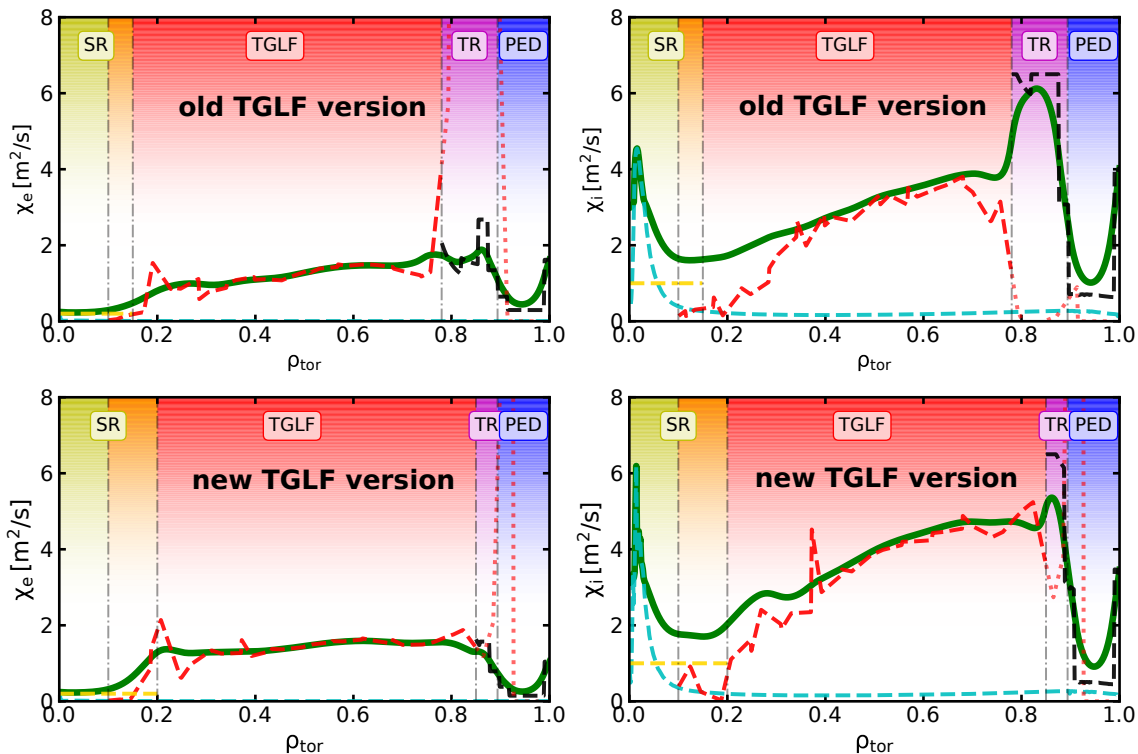 8
6
4
2
0
χe [m²/s]
SR
TGLF
TR
PED
old TGLF version
0.0 0.2 0.4 0.6 0.8 1.0
ρtor
8
6
4
2
0
χi [m²/s]
SR
TGLF
TR
PED
old TGLF version
0.0 0.2 0.4 0.6 0.8 1.0
ρtor
8
6
4
2
0
χe [m²/s]
SR
TGLF
TR
PED
new TGLF version
0.0 0.2 0.4 0.6 0.8 1.0
ρtor
8
6
4
2
0
χi [m²/s]
SR
TGLF
TR
PED
new TGLF version
0.0 0.2 0.4 0.6 0.8 1.0
ρtor